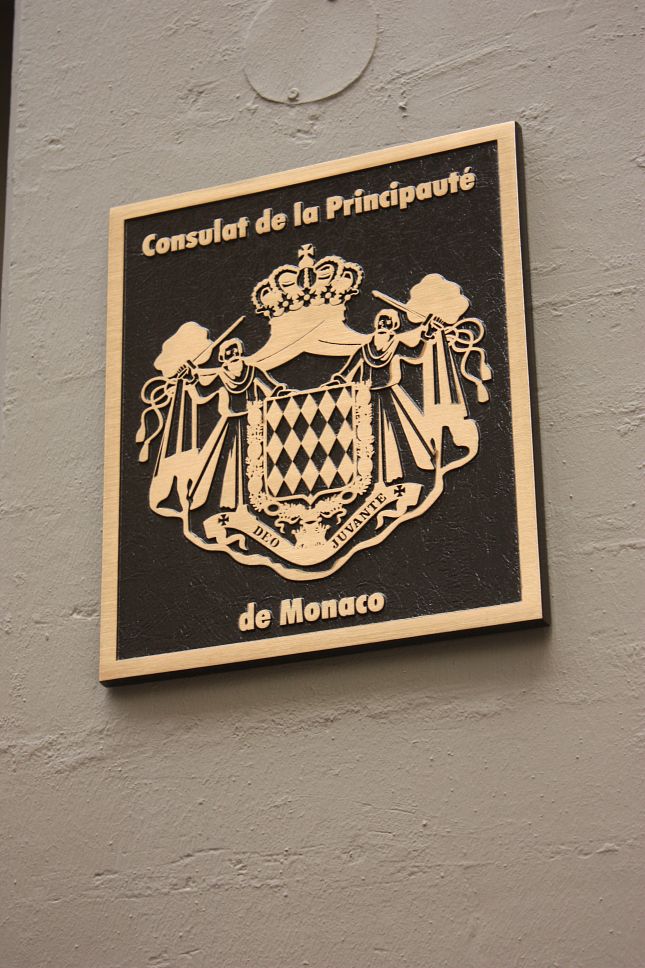 Consulat de la Principauté
DEO JUVANTE
de Monaco